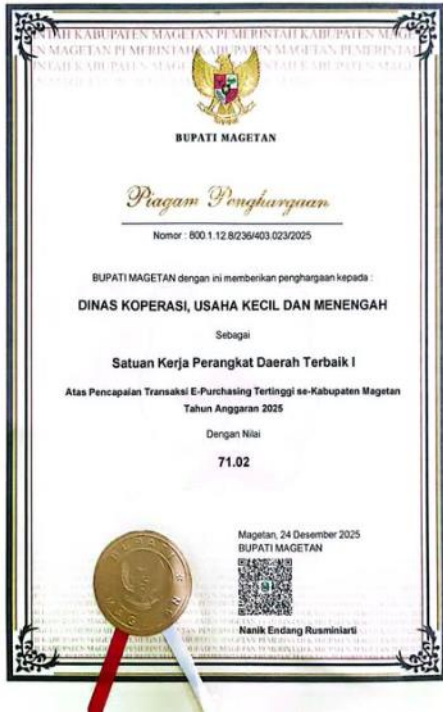 BUPATI MAGETAN
Piagam Penghargaan
Nomor : 800.1.12.8/236/403.023/2025
BUPATI MAGETAN dengan ini memberikan penghargaan kepada :
DINAS KOPERASI, USAHA KECIL DAN MENENGAH
Sebagai
Satuan Kerja Perangkat Daerah Terbaik I
Atas Pencapaian Transaksi E-Purchasing Tertinggi se-Kabupaten Magetan
Tahun Anggaran 2025
Dengan Nilai
71.02
Magetan, 24 Desember 2025
BUPATI MAGETAN
Nanik Endang Rusminiarti
BUPATI